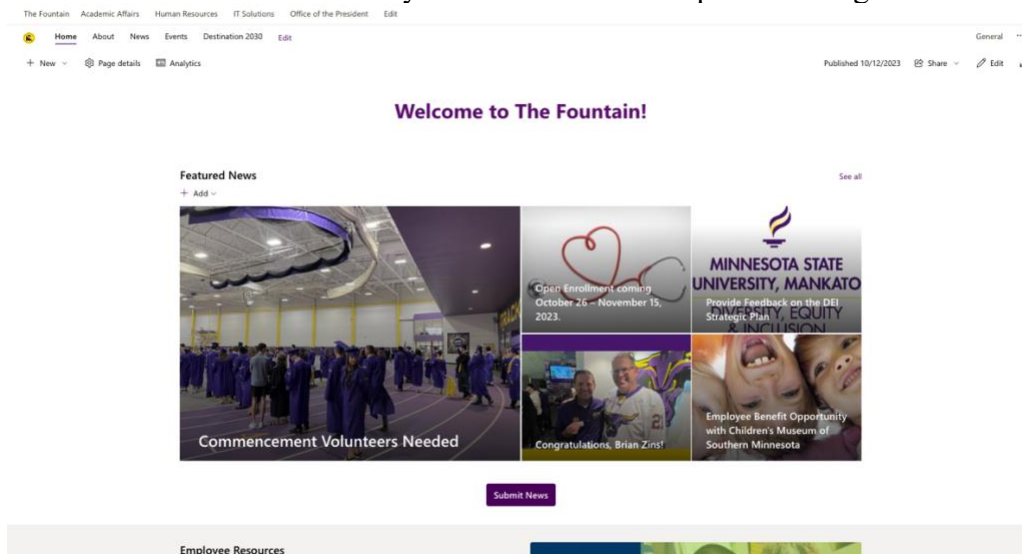 The Fountain Academic Affairs Human Resources IT Solutions Office of the President Edit
Home About News Events Destination 2030 Edit
General
+ New Page details Analytics
Published 10/12/2023 Share Edit
Welcome to The Fountain!
Featured News
See all
+ Add
Commencement Volunteers Needed
Open Enrollment coming
October 26 – November 15,
2023.
MINNESOTA STATE
UNIVERSITY, MANKATO
Provide Feedback on the DEI
Strategic Plan
DIVERSITY, EQUITY
& INCLUSION
Congratulations, Brian Zins!
Employee Benefit Opportunity
with Children's Museum of
Southern Minnesota
Submit News
Employee Resources